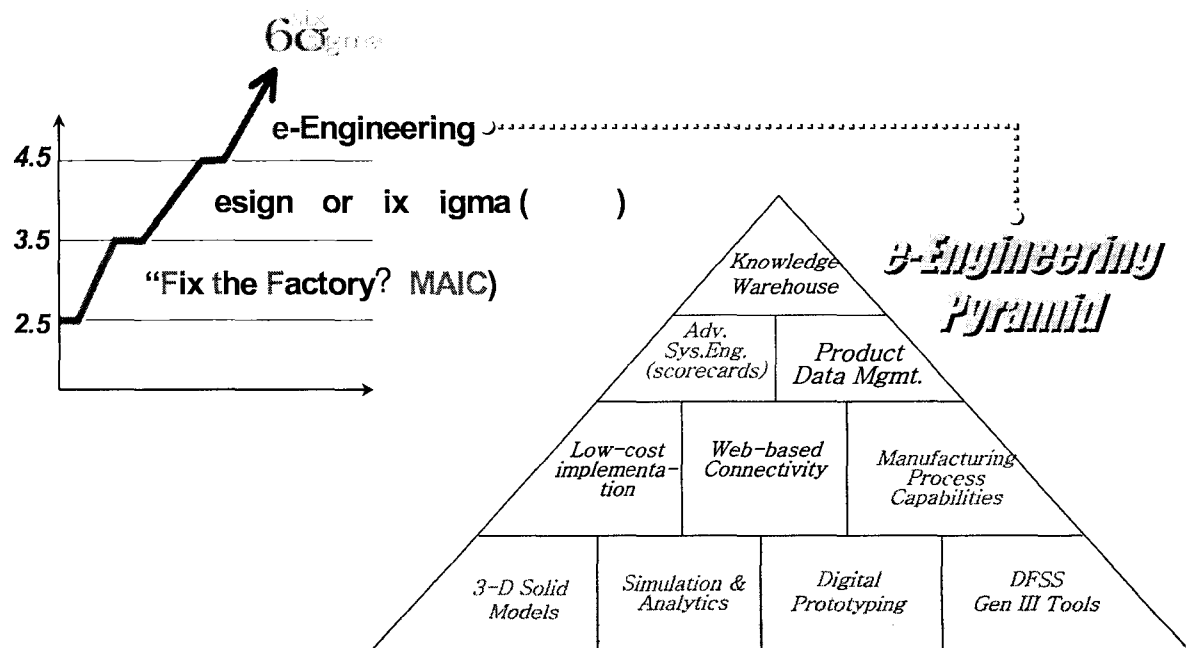 six
6σ
sigma
e-Engineering
4.5
esign or ix igma ( )
3.5
“Fix the Factory? MAIC)
2.5
e-Engineering
Pyramid
Knowledge
Warehouse
Adv.
Sys.Eng.
(scorecards)
Product
Data Mgmt.
Low-cost
implementa-
tion
Web-based
Connectivity
Manufacturing
Process
Capabilities
3-D Solid
Models
Simulation &
Analytics
Digital
Prototyping
DFSS
Gen III Tools